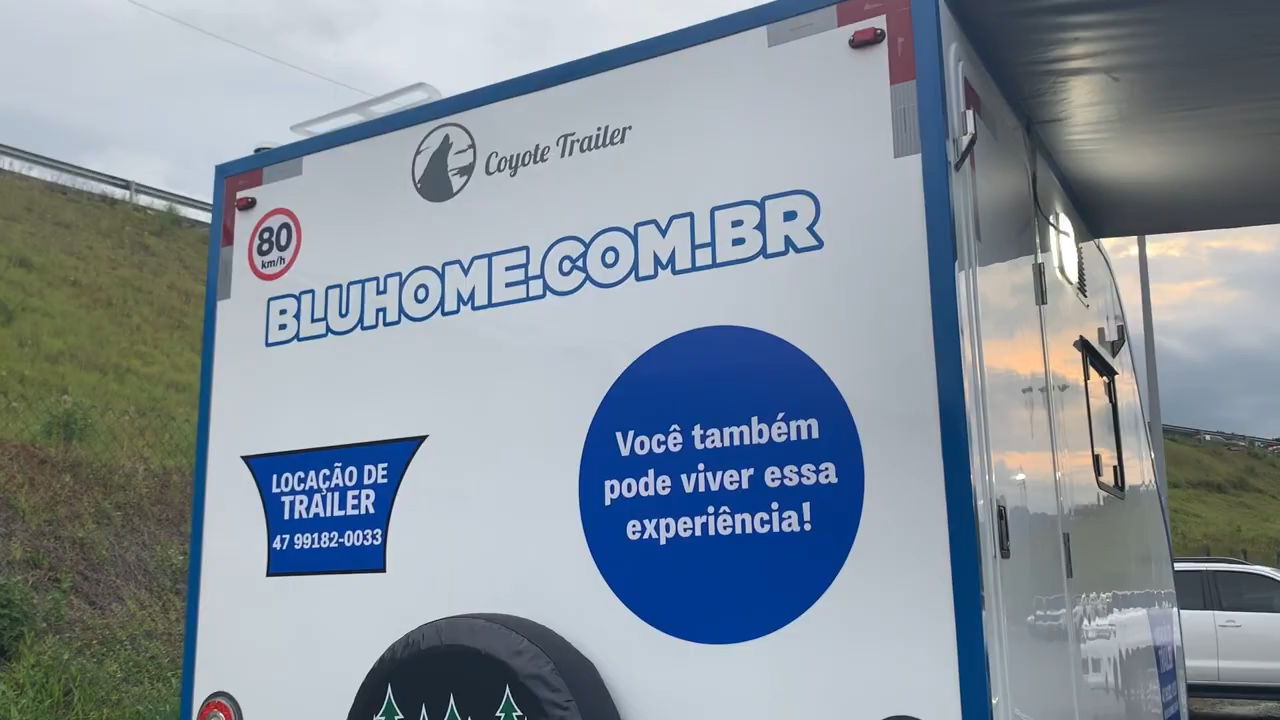 Coyote Trailer
80
km/h
BLUHOME.COM.BR
Você também
pode viver essa
experiência!
LOCAÇÃO DE
TRAILER
47 99182-0033